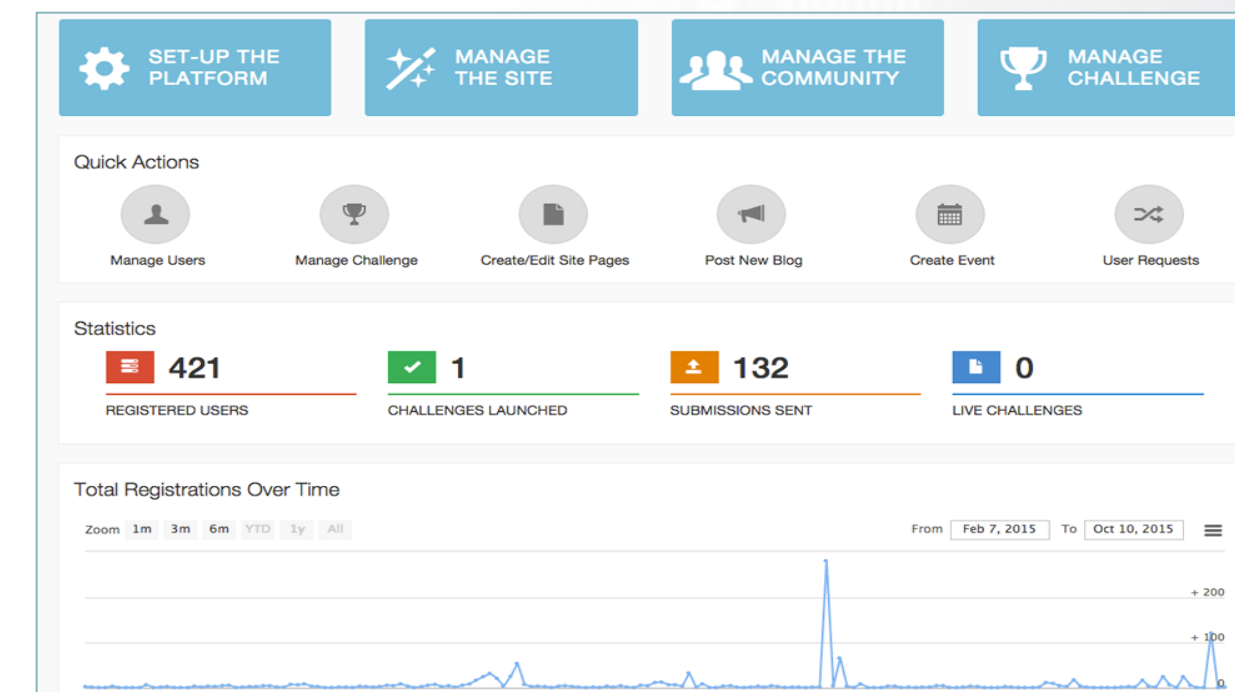 SET-UP THE
PLATFORM
MANAGE
THE SITE
MANAGE THE
COMMUNITY
MANAGE
CHALLENGE
Quick Actions
Manage Users
Manage Challenge
Create/Edit Site Pages
Post New Blog
Create Event
User Requests
Statistics
421
REGISTERED USERS
1
CHALLENGES LAUNCHED
132
SUBMISSIONS SENT
0
LIVE CHALLENGES
Total Registrations Over Time
Zoom 1m 3m 6m YTD 1y All
From Feb 7, 2015 To Oct 10, 2015
+ 200
+ 100
0